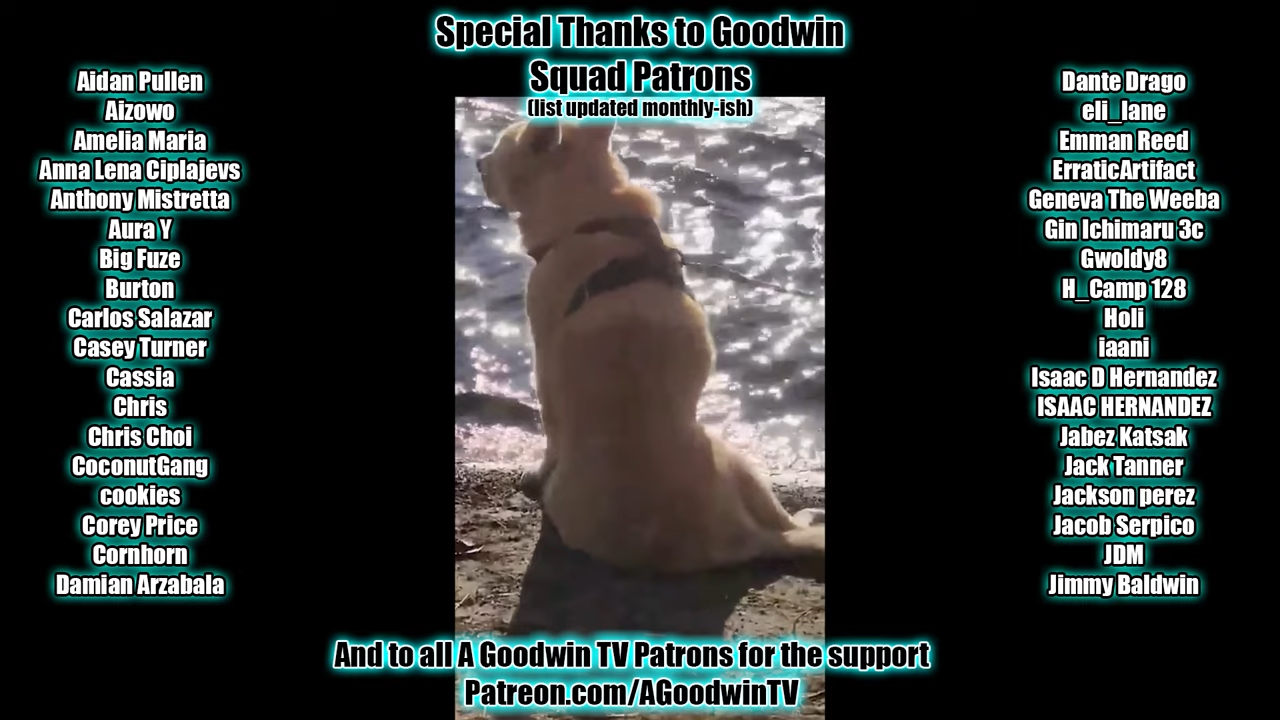 Special Thanks to Goodwin
Squad Patrons
(list updated monthly-ish)
Aidan Pullen
Aizowo
Amelia Maria
Anna Lena Ciplajevs
Anthony Mistretta
Aura Y
Big Fuze
Burton
Carlos Salazar
Casey Turner
Cassia
Chris
Chris Choi
CoconutGang
cookies
Corey Price
Cornhorn
Damian Arzabala
Dante Drago
eli_lane
Emman Reed
ErraticArtifact
Geneva The Weeba
Gin Ichimaru 3c
Gwoldy8
H_Camp 128
Holi
iaani
Isaac D Hernandez
ISAAC HERNANDEZ
Jabez Katsak
Jack Tanner
Jackson perez
Jacob Serpico
JDM
Jimmy Baldwin
And to all A Goodwin TV Patrons for the support
Patreon.com/AGoodwinTV